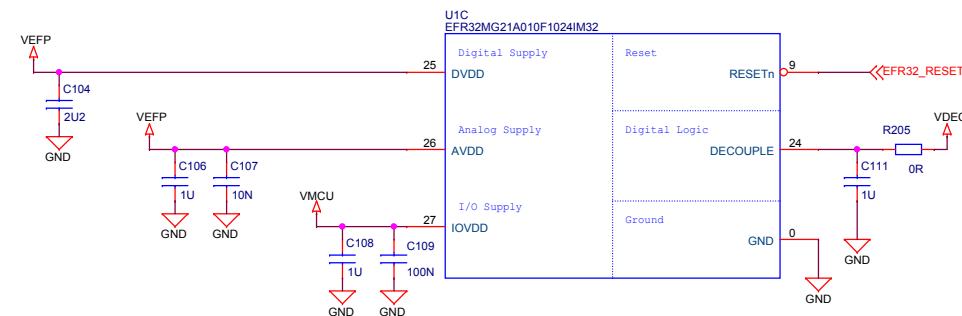 U1C
EFR32MG21A010F1024IM32
VEFP
Digital Supply
Reset
25
DVDD
RESETn
9
EFR32_RESET
C104
2U2
GND
VEFP
Analog Supply
Digital Logic
26
AVDD
DECOUPLE
24
R205
0R
VDEC
C106
1U
C107
10N
C111
1U
GND
GND
VMCU
I/O Supply
Ground
27
IOVDD
GND
0
C108
1U
C109
100N
GND
GND
GND
GND